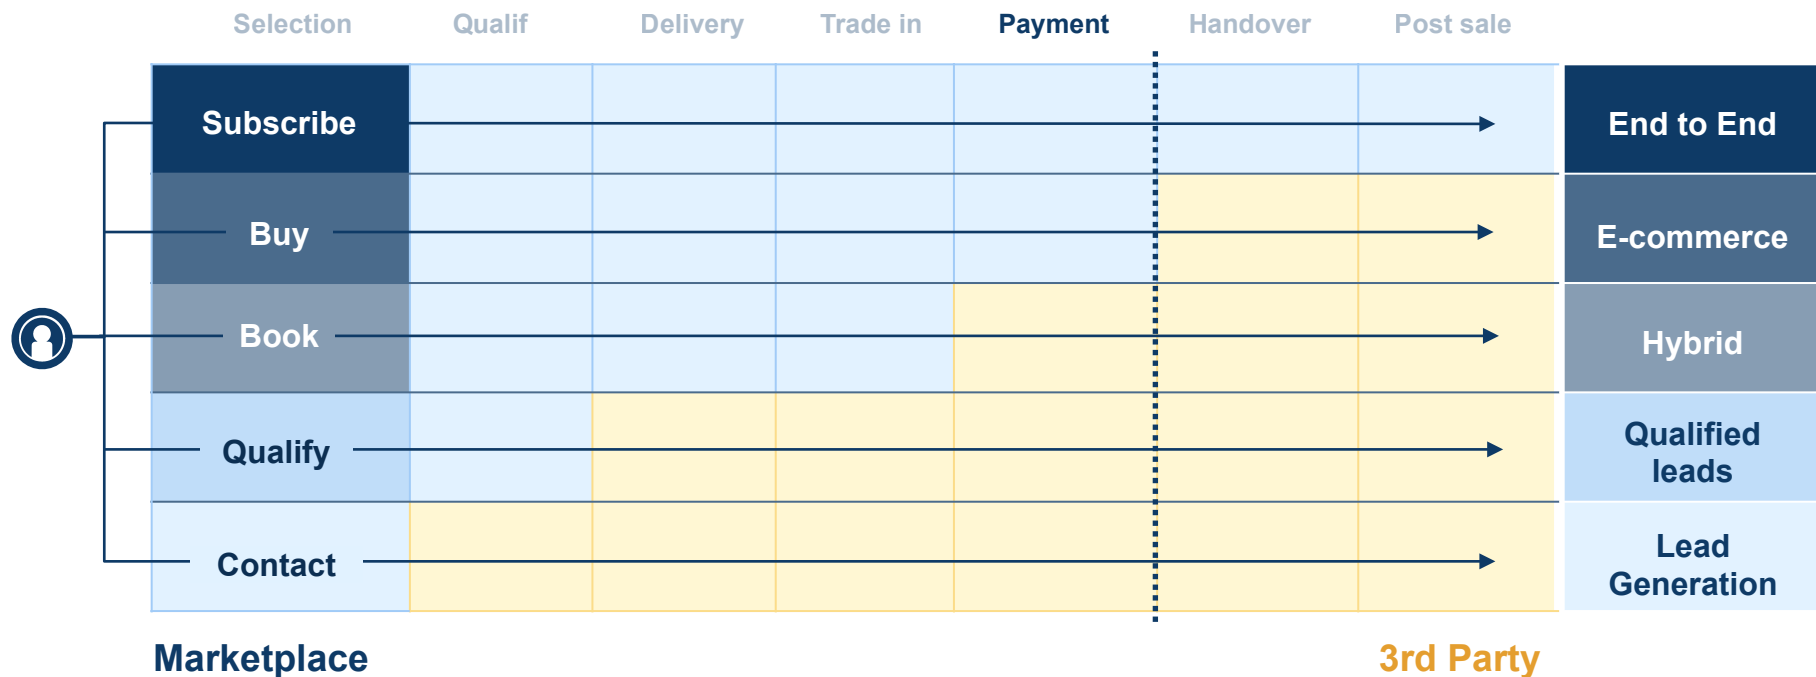 Selection Qualif Delivery Trade in Payment Handover Post sale
Subscribe End to End
Buy E-commerce
Book Hybrid
Qualify Qualified
leads
Contact Lead
Generation
Marketplace 3rd Party